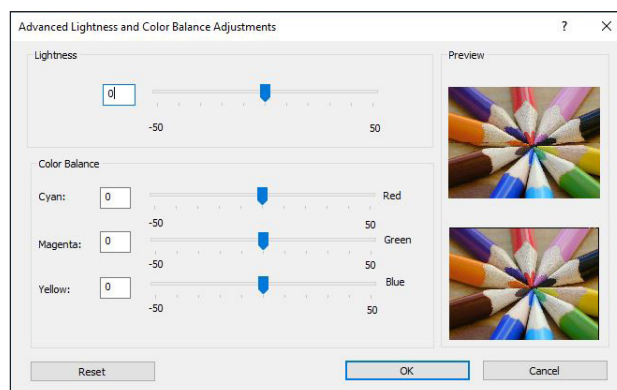 Advanced Lightness and Color Balance Adjustments ? X
Lightness
0
-50 50
Color Balance
Cyan: 0 Red
-50 50
Magenta: 0 Green
-50 50
Yellow: 0 Blue
-50 50
Preview
Reset OK Cancel